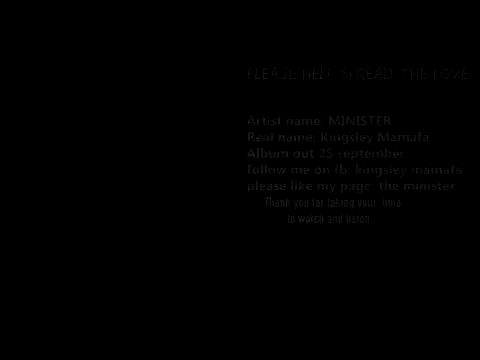 PLEASE HELP SPREAD THE LOVE
Artist name: MINISTER
Real name: Kingsley Mamafa
Album out 25 september
follow me on fb: kingsley mamafa
please like my page: the minister
Thank you for taking your time
to watch and listen